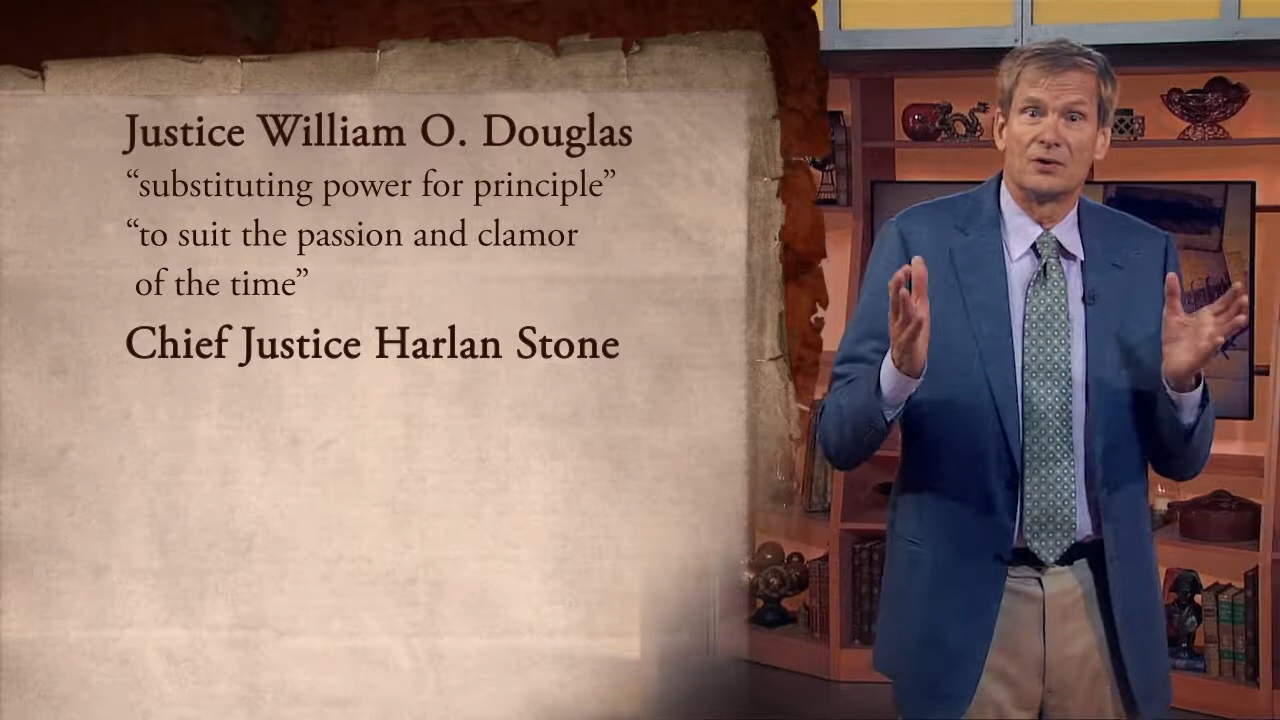 Justice William O. Douglas
“substituting power for principle”
“to suit the passion and clamor
of the time”
Chief Justice Harlan Stone